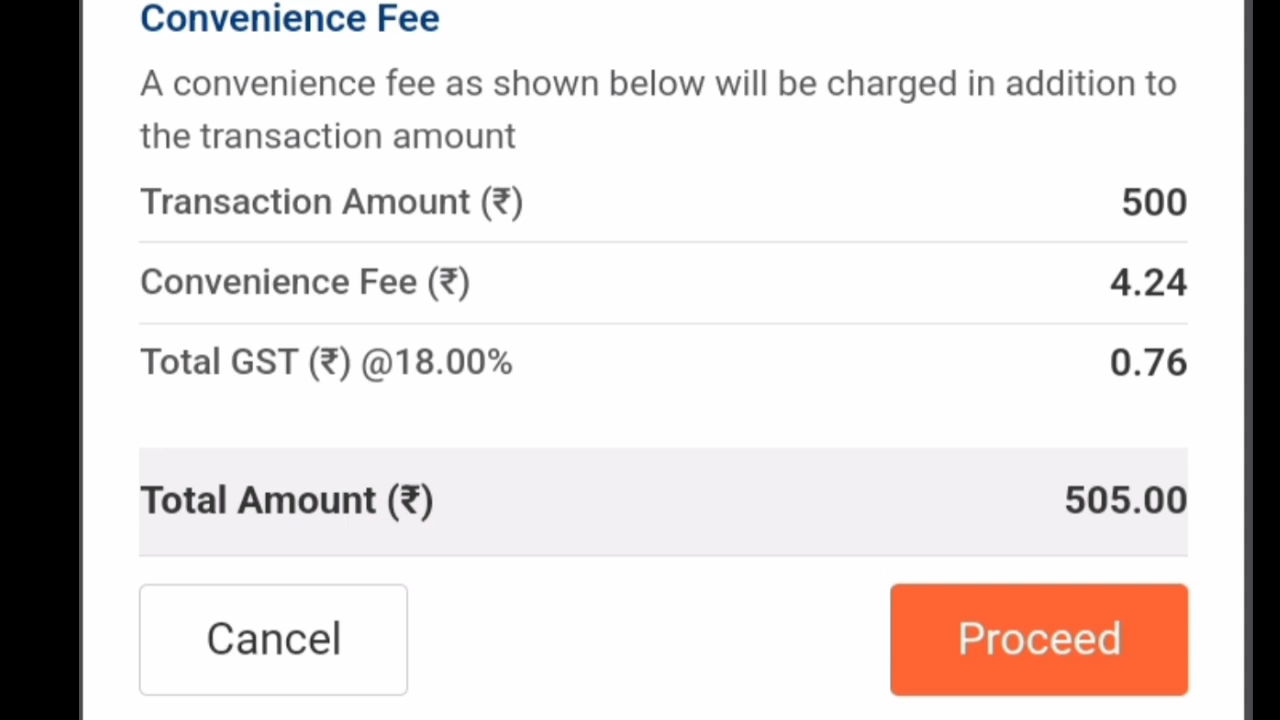 Convenience Fee
A convenience fee as shown below will be charged in addition to
the transaction amount
Transaction Amount (₹) 500
Convenience Fee (₹) 4.24
Total GST (₹) @18.00% 0.76
Total Amount (₹) 505.00
Cancel Proceed